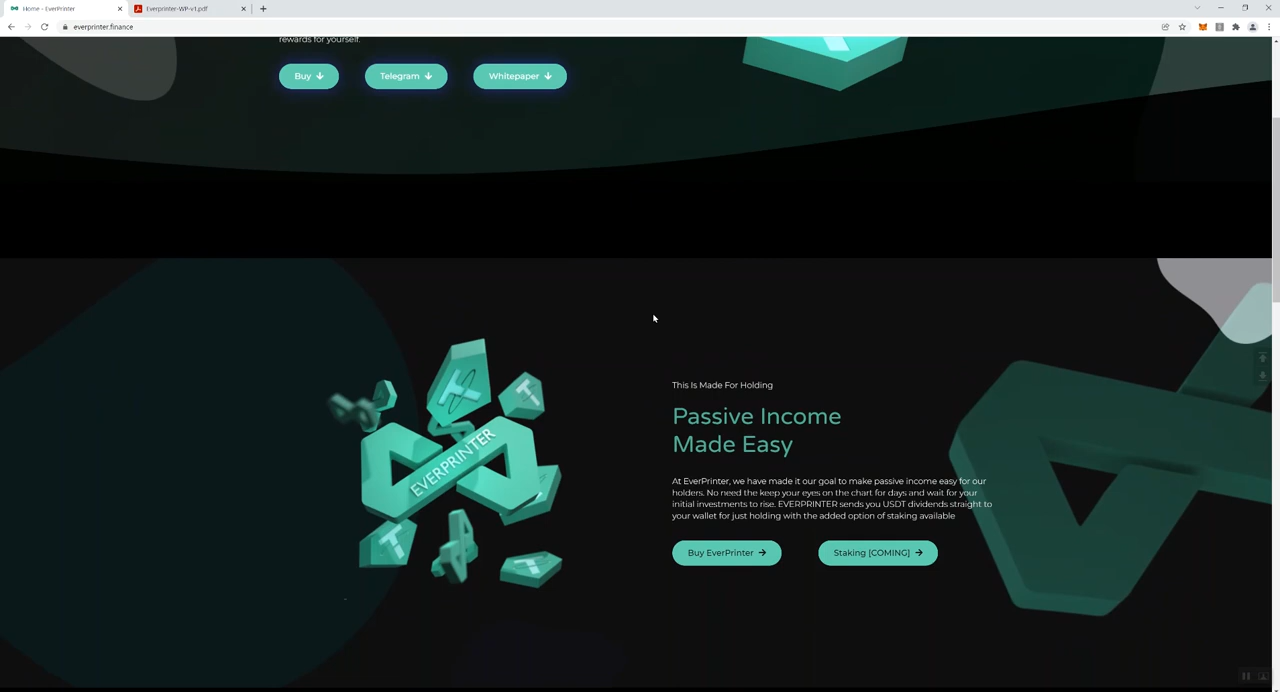 Home - EverPrinter
Everprinter-WP-v1.pdf
everprinter.finance
rewards for yourself.
Buy
Telegram
Whitepaper
EVERPRINTER
This Is Made For Holding
Passive Income
Made Easy
At EverPrinter, we have made it our goal to make passive income easy for our
holders. No need the keep your eyes on the chart for days and wait for your
initial investments to rise. EVERPRINTER sends you USDT dividends straight to
your wallet for just holding with the added option of staking available
Buy EverPrinter
Staking [COMING]